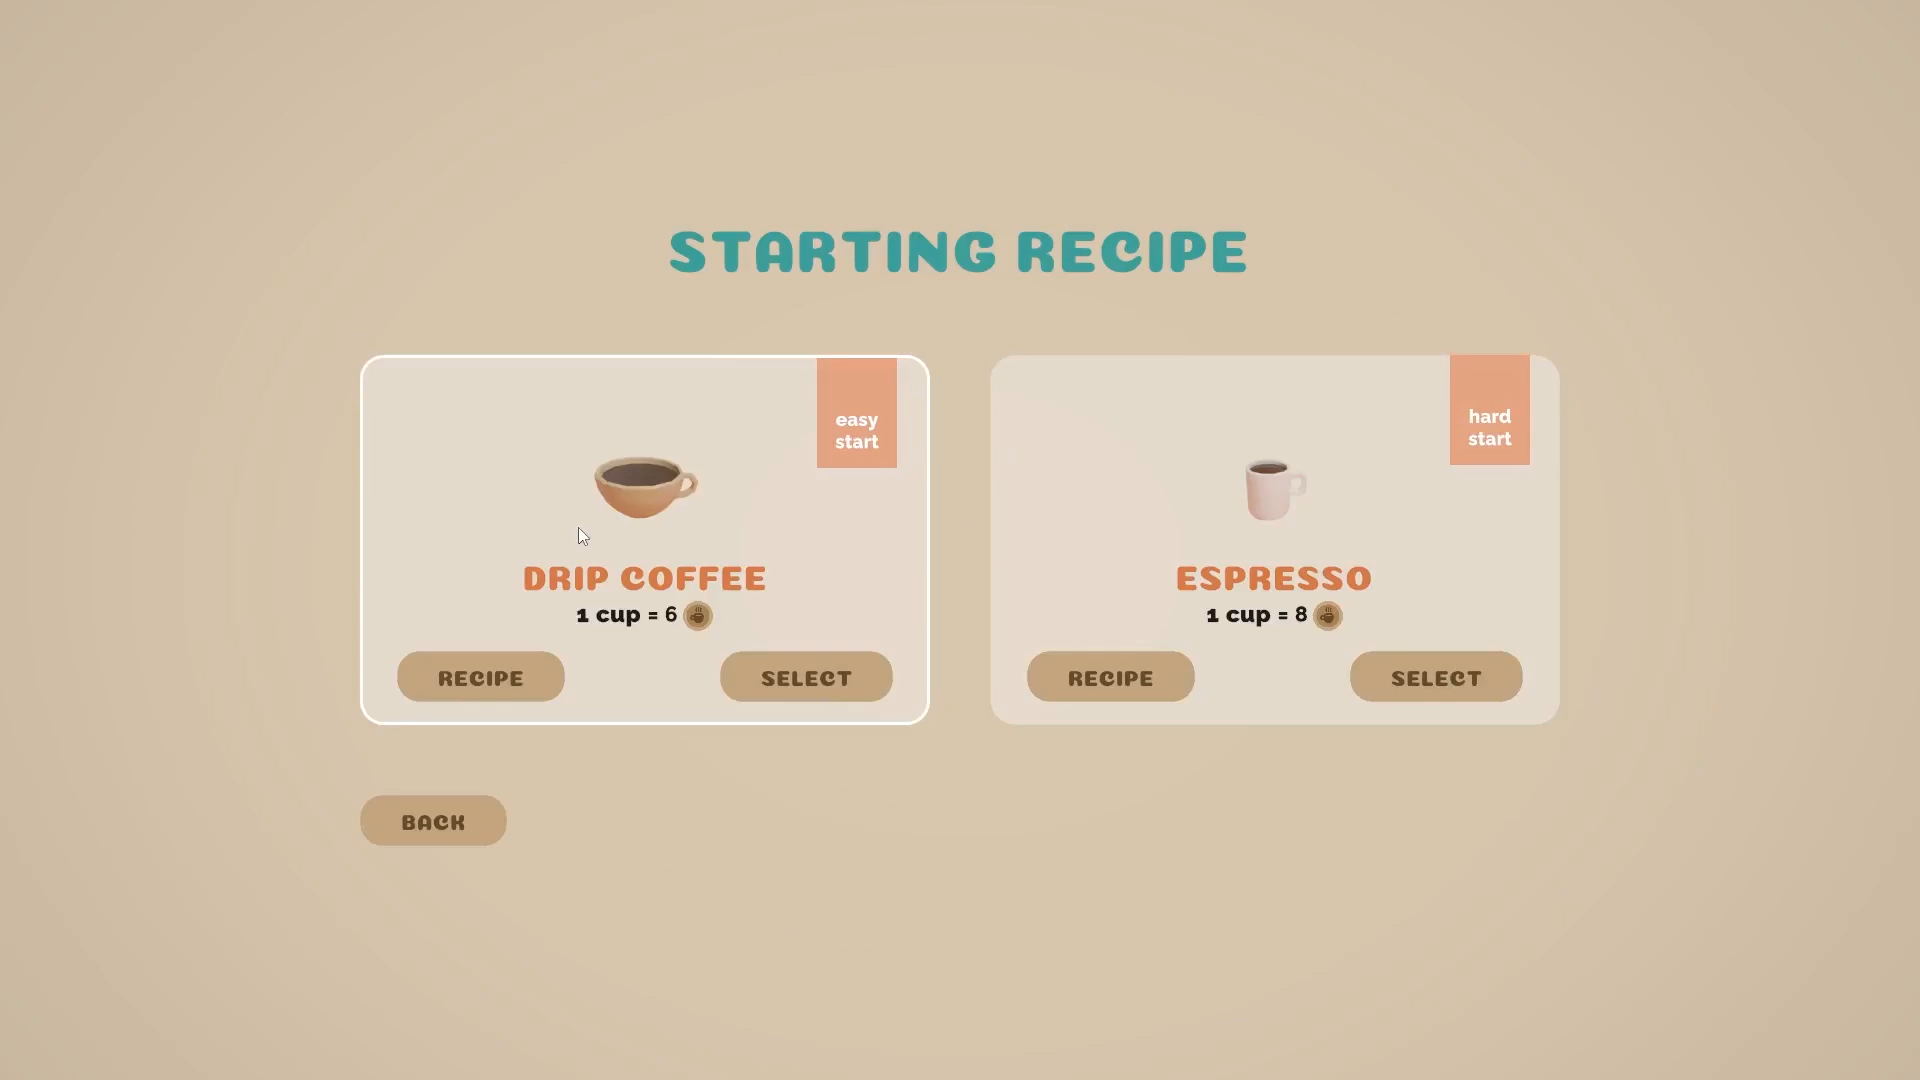 STARTING RECIPE
easy
start
DRIP COFFEE
1 cup = 6
RECIPE
SELECT
hard
start
ESPRESSO
1 cup = 8
RECIPE
SELECT
BACK